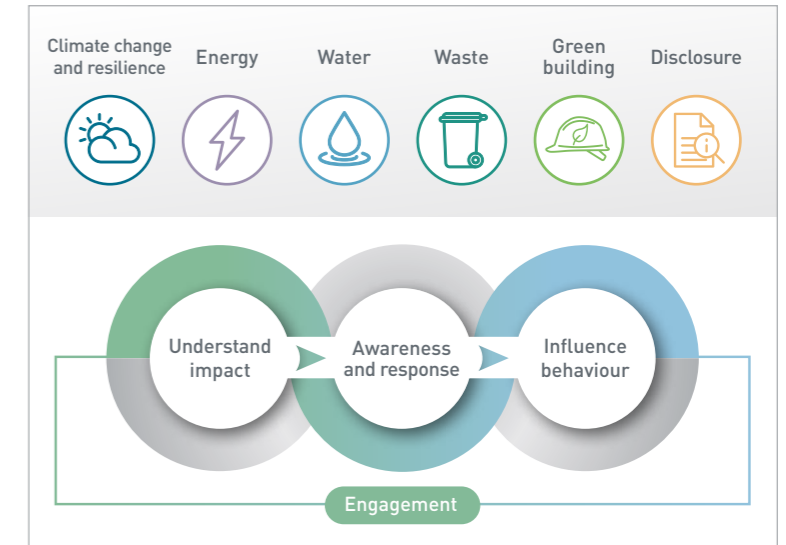 Climate change
and resilience
Energy
Water
Waste
Green
building
Disclosure
Understand
impact
Awareness
and response
Influence
behaviour
Engagement